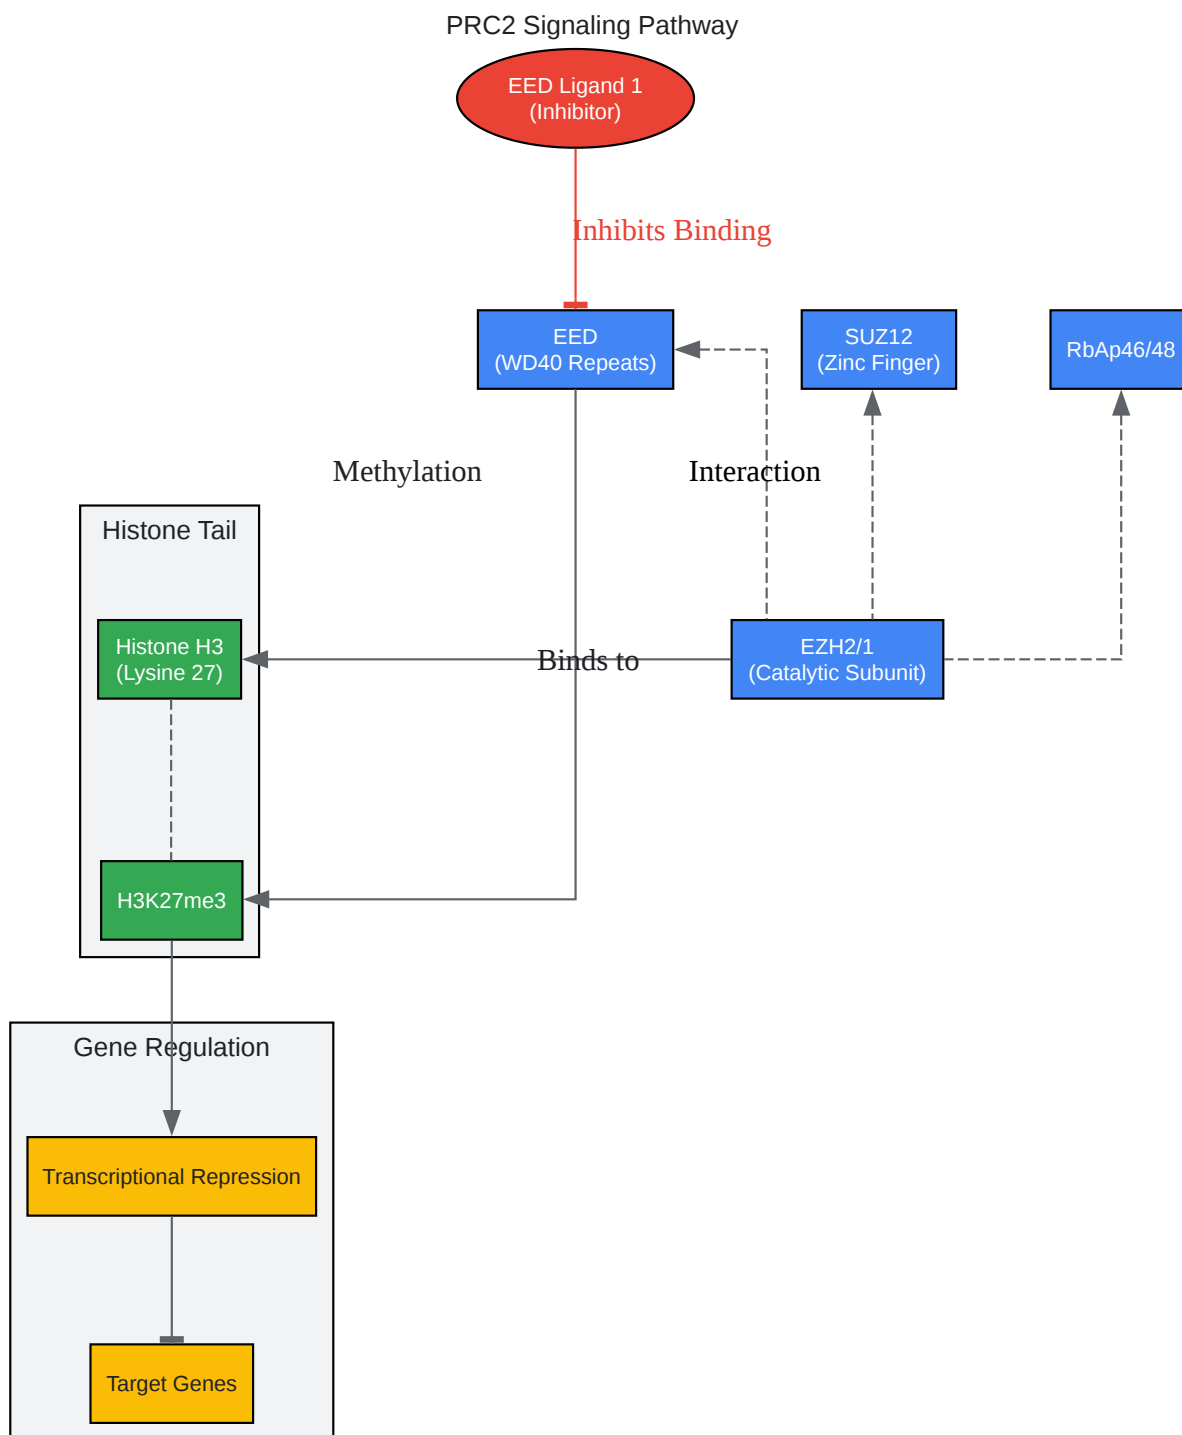 PRC2 Signaling Pathway
EED Ligand 1
(Inhibitor)
Inhibits Binding
EED
(WD40 Repeats)
SUZ12
(Zinc Finger)
RbAp46/48
Methylation
Interaction
Histone Tail
Histone H3
(Lysine 27)
Binds to
EZH2/1
(Catalytic Subunit)
H3K27me3
Gene Regulation
Transcriptional Repression
Target Genes